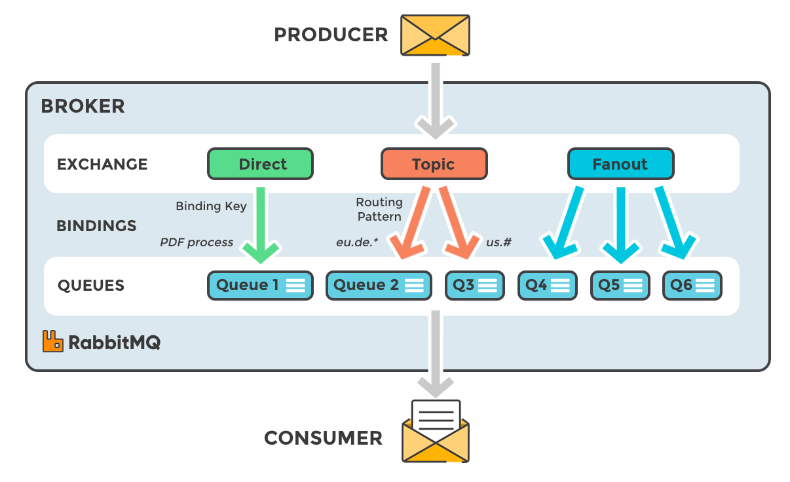 PRODUCER
BROKER
EXCHANGE
Direct
Topic
Fanout
Binding Key
Routing
Pattern
BINDINGS
PDF process
eu.de.*
us.#
QUEUES
Queue 1
Queue 2
Q3
Q4
Q5
Q6
RabbitMQ
CONSUMER